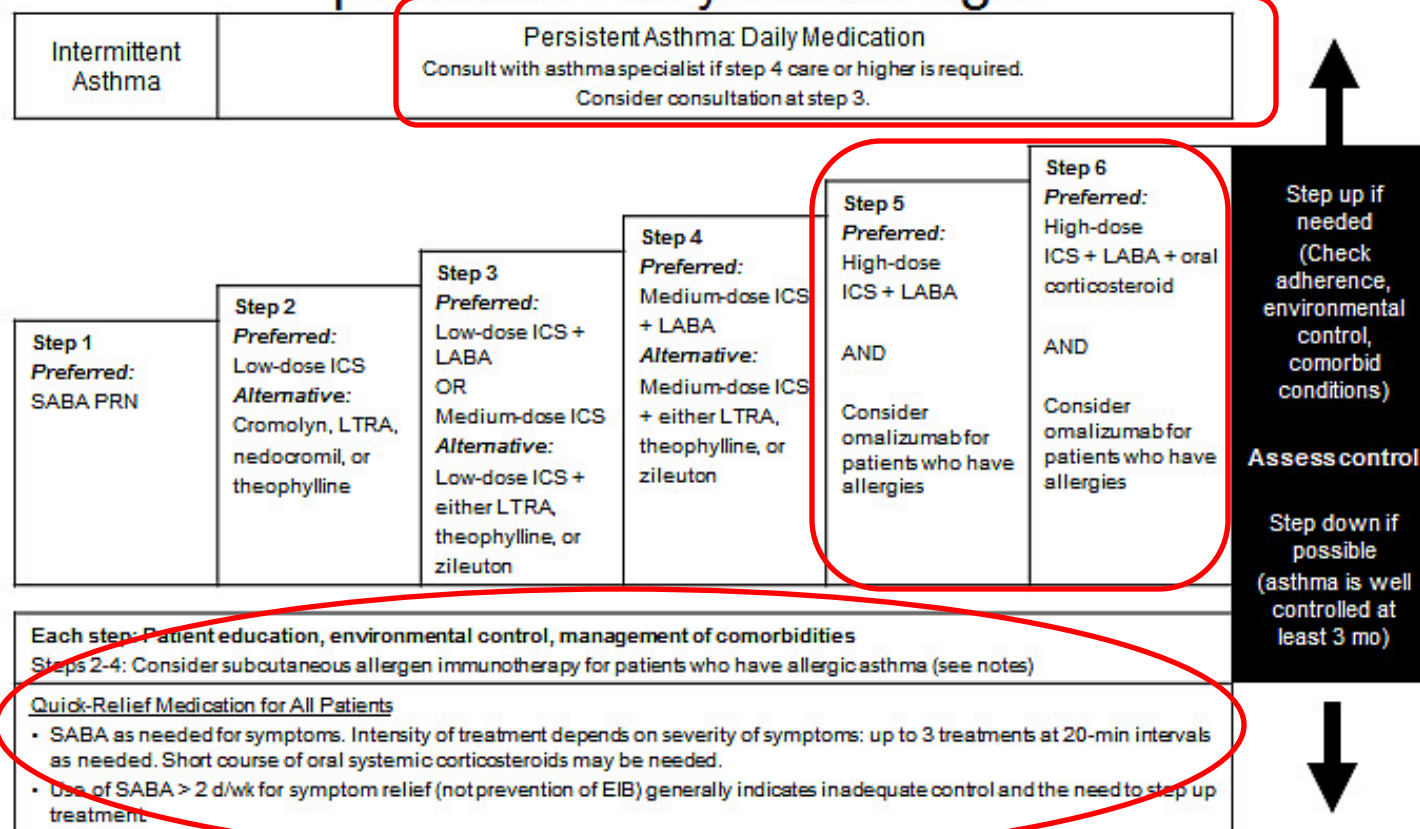 Intermittent
Asthma
Persistent Asthma: Daily Medication
Consult with asthma specialist if step 4 care or higher is required.
Consider consultation at step 3.
Step 1
Preferred:
SABA PRN
Step 2
Preferred:
Low-dose ICS
Alternative:
Cromolyn, LTRA,
nedocromil, or
theophylline
Step 3
Preferred:
Low-dose ICS +
LABA
OR
Medium-dose ICS
Alternative:
Low-dose ICS +
either LTRA,
theophylline, or
zileuton
Step 4
Preferred:
Medium-dose ICS
+ LABA
Alternative:
Medium-dose ICS
+ either LTRA,
theophylline, or
zileuton
Step 5
Preferred:
High-dose
ICS + LABA
AND
Consider
omalizumab for
patients who have
allergies
Step 6
Preferred:
High-dose
ICS + LABA + oral
corticosteroid
AND
Consider
omalizumab for
patients who have
allergies
Step up if
needed
(Check
adherence,
environmental
control,
comorbid
conditions)
Assess control
Step down if
possible
(asthma is well
controlled at
least 3 mo)
Each step: Patient education, environmental control, management of comorbidities
Steps 2-4: Consider subcutaneous allergen immunotherapy for patients who have allergic asthma (see notes)
Quick-Relief Medication for All Patients
• SABA as needed for symptoms. Intensity of treatment depends on severity of symptoms: up to 3 treatments at 20-min intervals
as needed. Short course of oral systemic corticosteroids may be needed.
• Use of SABA > 2 d/wk for symptom relief (not prevention of EIB) generally indicates inadequate control and the need to step up
treatment.